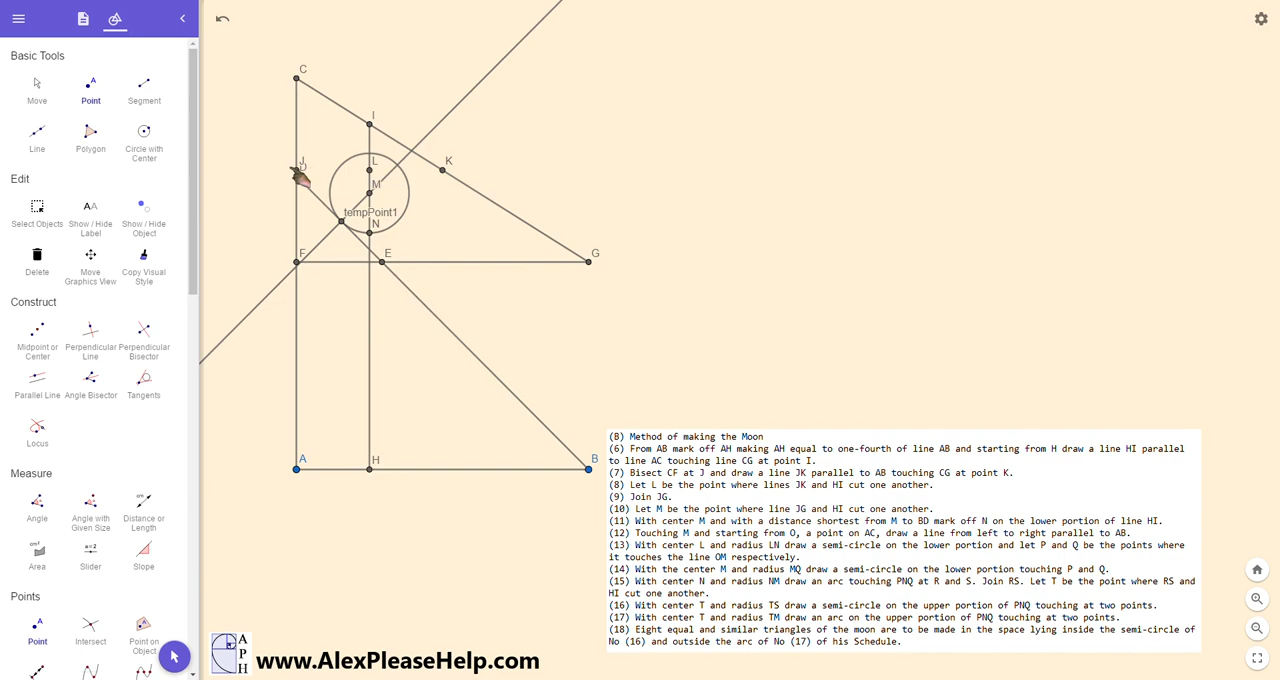 Basic Tools
Move
Point
Segment
Line
Polygon
Circle with
Center
Edit
Select Objects
Show / Hide
Label
Show / Hide
Object
Delete
Move
Graphics View
Copy Visual
Style
Construct
Midpoint or
Center
Perpendicular
Line
Perpendicular
Bisector
Parallel Line
Angle Bisector
Tangents
Locus
Measure
Angle
Angle with
Given Size
Distance or
Length
Area
Slider
Slope
Points
Point
Intersect
Point on
Object
C
I
J
D
L
K
M
tempPoint1
N
F
E
G
A
H
B
(B) Method of making the Moon
(6) From AB mark off AH making AH equal to one-fourth of line AB and starting from H draw a line HI parallel
to line AC touching line CG at point I.
(7) Bisect CF at J and draw a line JK parallel to AB touching CG at point K.
(8) Let L be the point where lines JK and HI cut one another.
(9) Join JG.
(10) Let M be the point where line JG and HI cut one another.
(11) With center M and with a distance shortest from M to BD mark off N on the lower portion of line HI.
(12) Touching M and starting from O, a point on AC, draw a line from left to right parallel to AB.
(13) With center L and radius LN draw a semi-circle on the lower portion and let P and Q be the points where
it touches the line OM respectively.
(14) With the center M and radius MQ draw a semi-circle on the lower portion touching P and Q.
(15) With center N and radius NM draw an arc touching PNQ at R and S. Join RS. Let T be the point where RS and
HI cut one another.
(16) With center T and radius TS draw a semi-circle on the upper portion of PNQ touching at two points.
(17) With center T and radius TM draw an arc on the upper portion of PNQ touching at two points.
(18) Eight equal and similar triangles of the moon are to be made in the space lying inside the semi-circle of
No (16) and outside the arc of No (17) of his Schedule.
A
P
H
www.AlexPleaseHelp.com